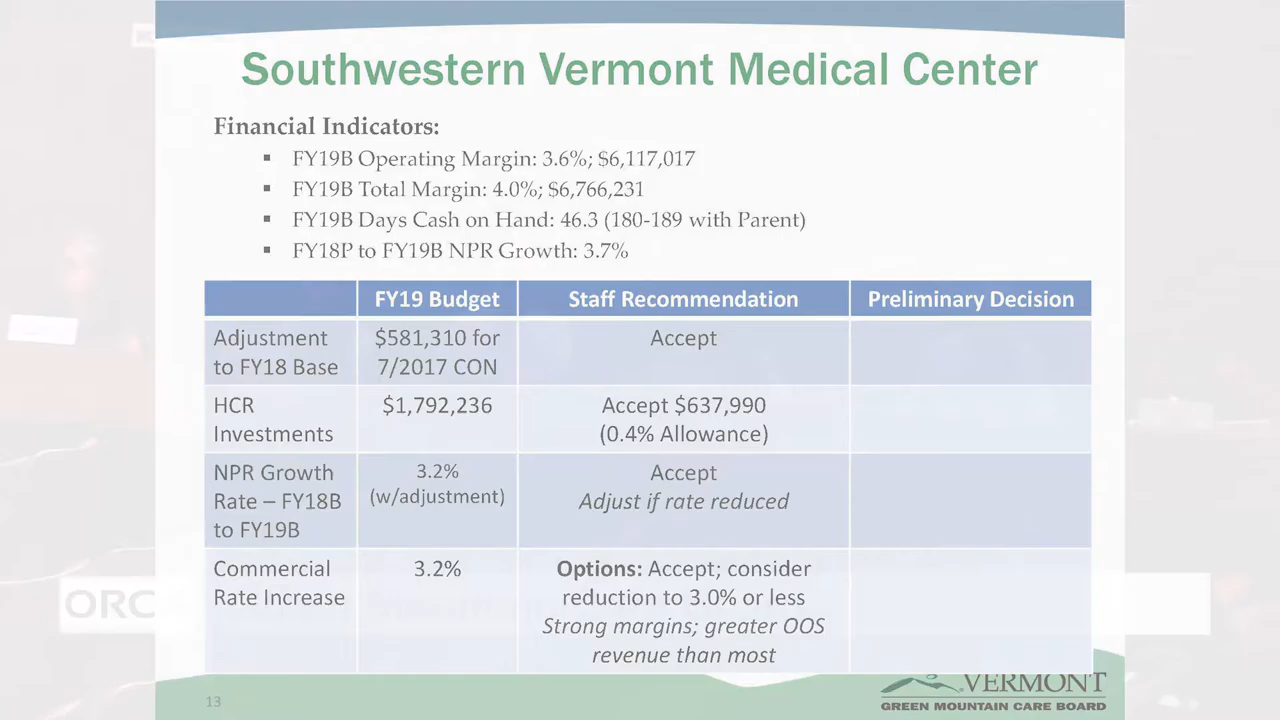 Southwestern Vermont Medical Center
Financial Indicators:
▪ FY19B Operating Margin: 3.6%; $6,117,017
▪ FY19B Total Margin: 4.0%; $6,766,231
▪ FY19B Days Cash on Hand: 46.3 (180-189 with Parent)
▪ FY18P to FY19B NPR Growth: 3.7%
FY19 Budget Staff Recommendation Preliminary Decision
Adjustment $581,310 for Accept
to FY18 Base 7/2017 CON
HCR $1,792,236 Accept $637,990
Investments (0.4% Allowance)
NPR Growth 3.2% Accept
Rate – FY18B (w/adjustment) Adjust if rate reduced
to FY19B
Commercial 3.2% Options: Accept; consider
Rate Increase reduction to 3.0% or less
Strong margins; greater OOS
revenue than most
ORC
13
VERMONT
GREEN MOUNTAIN CARE BOARD